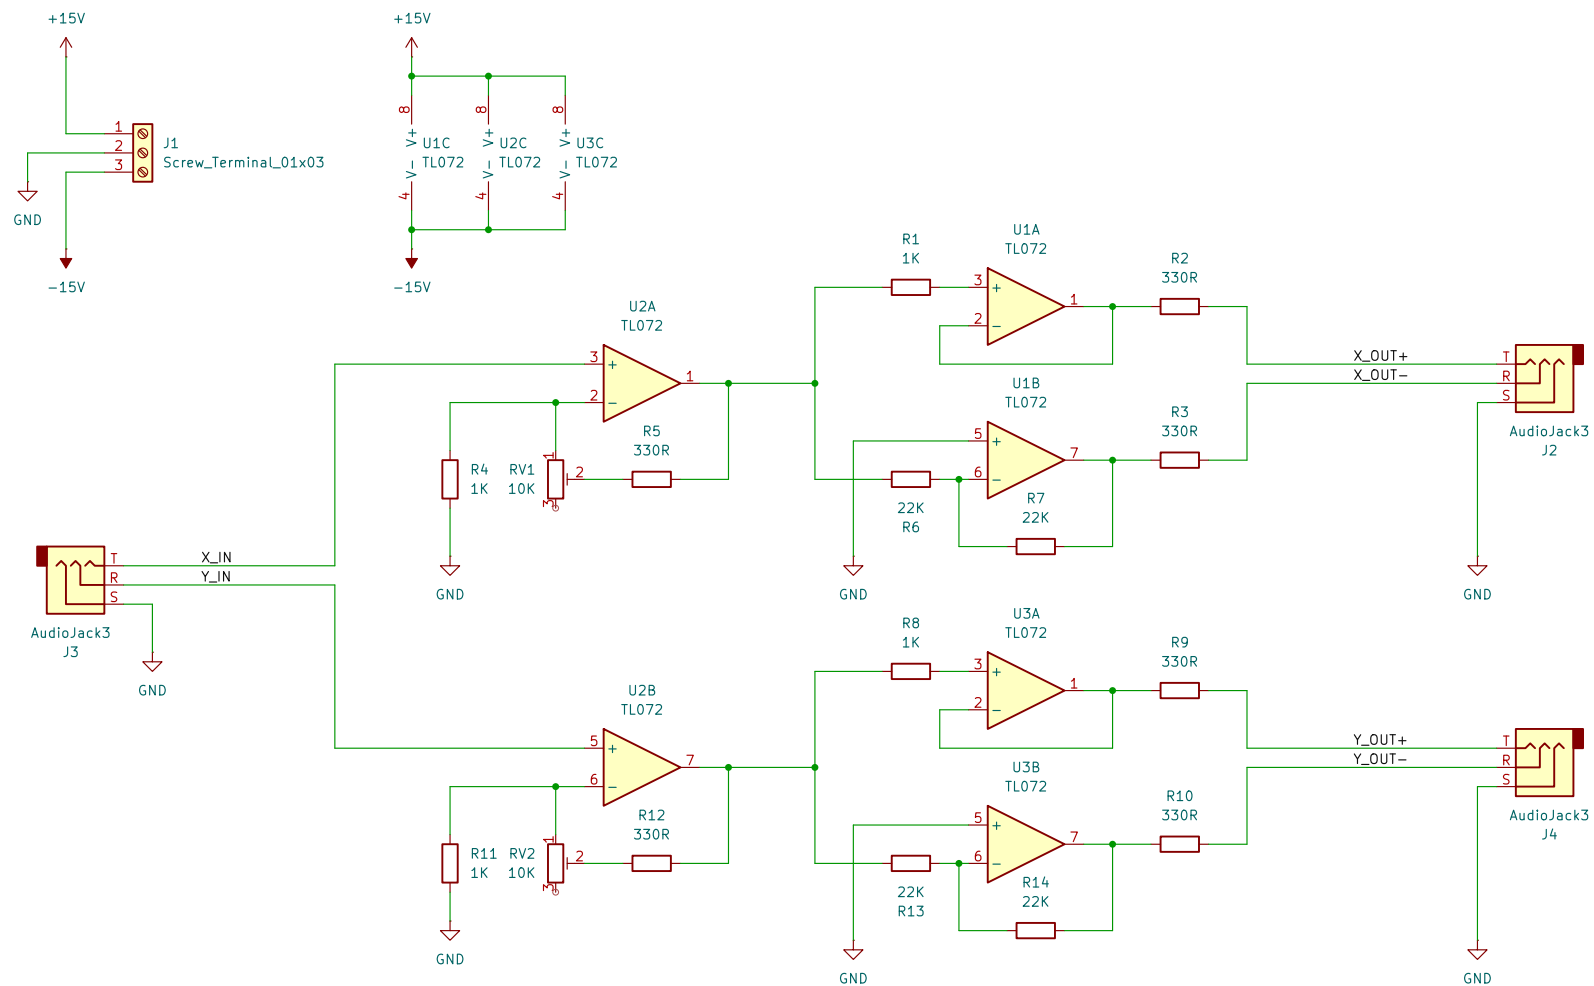 +15V
+15V
1
2
3
J1
Screw_Terminal_01x03
GND
-15V
8
8
8
V+
V+
V+
U1C
TL072
U2C
TL072
U3C
TL072
V-
V-
V-
4
4
4
-15V
R1
1K
U1A
TL072
3
+
2
-
1
R2
330R
U2A
TL072
3
+
2
-
1
X_OUT+
X_OUT-
T
R
S
AudioJack3
J2
U1B
TL072
5
+
6
-
7
R3
330R
R5
330R
R4
1K
RV1
10K
1
2
3
22K
R6
R7
22K
GND
GND
GND
X_IN
Y_IN
T
R
S
AudioJack3
J3
GND
R8
1K
U3A
TL072
3
+
2
-
1
R9
330R
U2B
TL072
5
+
6
-
7
Y_OUT+
Y_OUT-
T
R
S
AudioJack3
J4
U3B
TL072
5
+
6
-
7
R10
330R
R12
330R
R11
1K
RV2
10K
1
2
3
22K
R13
R14
22K
GND
GND
GND